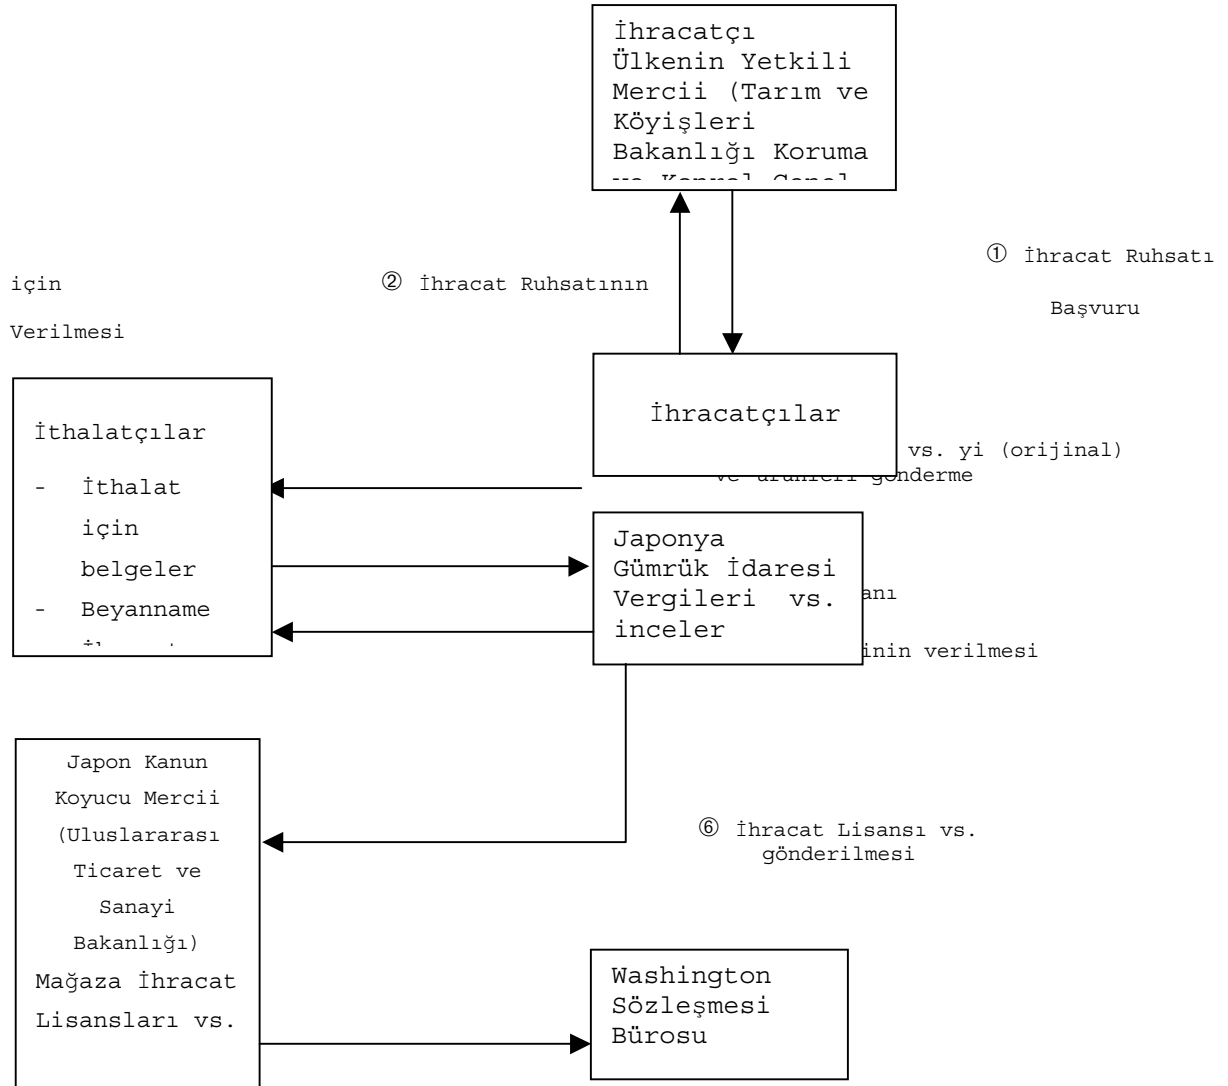 İhracatçı
Ülkenin Yetkili
Mercii (Tarım ve
Köyişleri
Bakanlığı Koruma
① İhracat Ruhsatı
için
② İhracat Ruhsatının
Başvuru
Verilmesi
İhracatçılar
vs. yi (orijinal)
gönderme
İthalatçılar
- İthalat
için
belgeler
- Beyanname
Japonya
Gümrük İdaresi
Vergileri vs.
inceler
anı
inin verilmesi
Japon Kanun
Koyucu Mercii
(Uluslararası
Ticaret ve
Sanayi
Bakanlığı)
Mağaza İhracat
Lisansları vs.
⑥ İhracat Lisansı vs.
gönderilmesi
Washington
Sözleşmesi
Bürosu